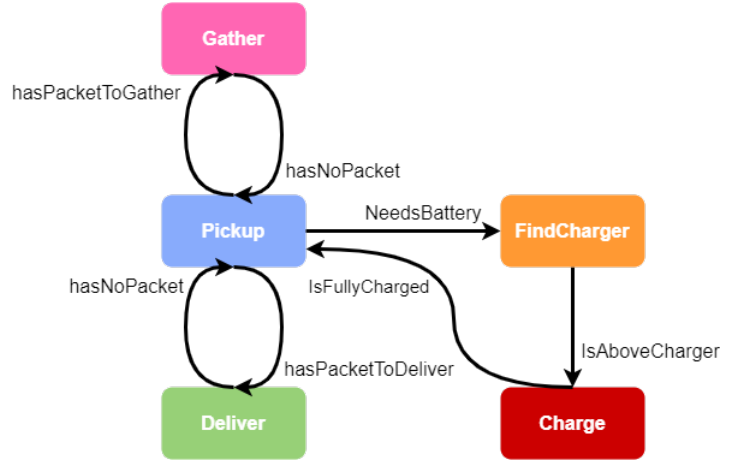 Gather
hasPacketToGather
hasNoPacket
NeedsBattery
Pickup
FindCharger
hasNoPacket
IsFullyCharged
IsAboveCharger
hasPacketToDeliver
Deliver
Charge